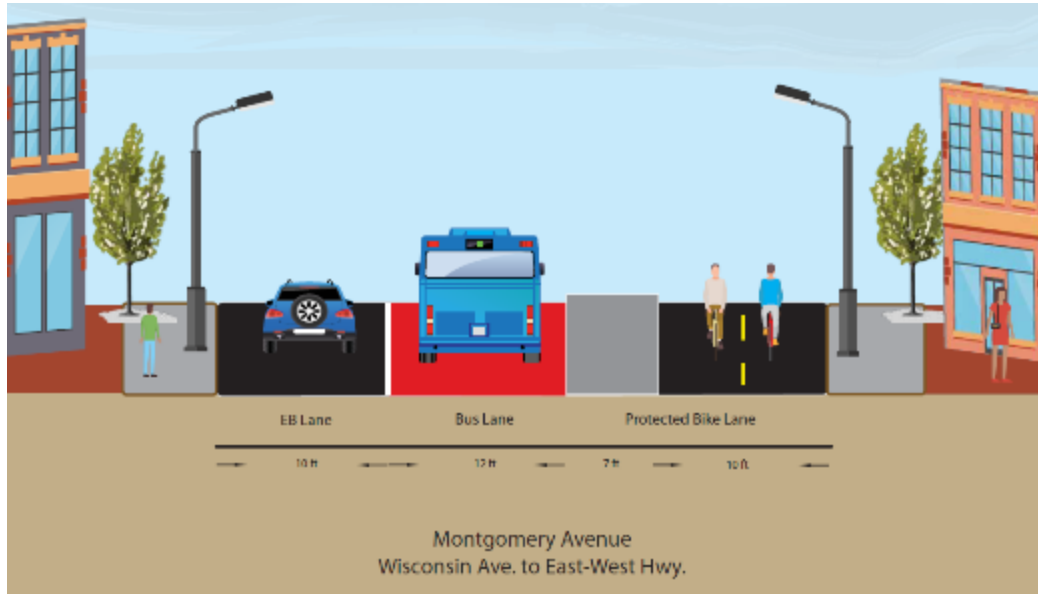 EB Lane
Bus Lane
Protected Bike Lane
10 ft
12 ft
7 ft
10 ft
Montgomery Avenue
Wisconsin Ave. to East-West Hwy.